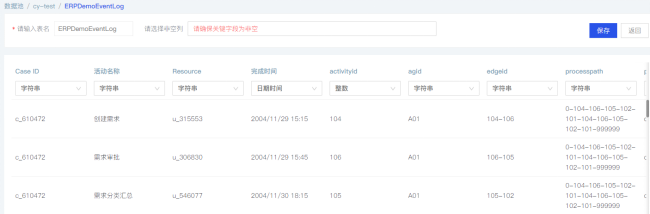 数据池 / cy-test / ERPDemoEventLog
* 请输入表名 ERPDemoEventLog 请选择非空列 请确保关键字段为非空 保存 返回
Case ID 活动名称 Resource 完成时间 activityid agid edgeid processpath
字符串 字符串 字符串 日期时间 整数 字符串 字符串 字符串
c_610472 创建需求 u_315553 2004/11/29 15:15 104 A01 104-106 0-104-106-105-102-
101-104-106-105-
102-101-999999
c_610472 需求审批 u_306830 2004/11/29 15:45 106 A01 106-105 0-104-106-105-102-
101-104-106-105-
102-101-999999
c_610472 需求分类汇总 u_546077 2004/11/30 18:15 105 A01 105-102 0-104-106-105-102-
101-104-106-105-
102-101-999999